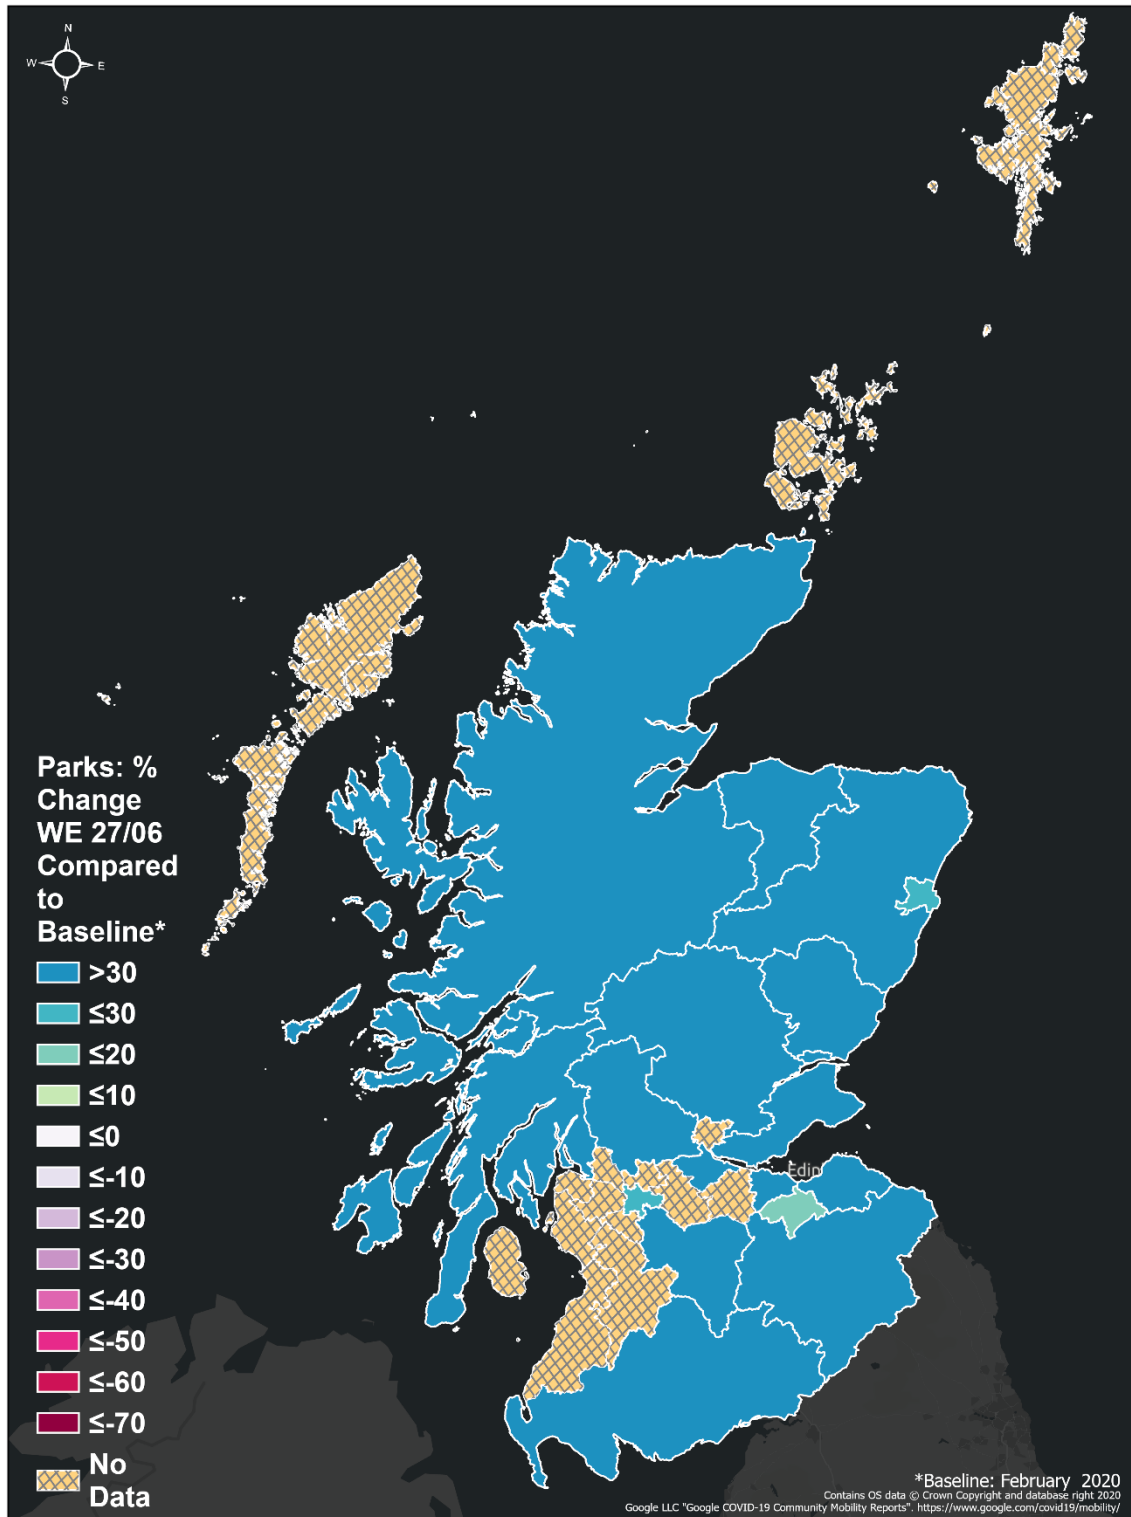 N
W
E
S
Edin
Parks: %
Change
WE 27/06
Compared
to
Baseline*
>30
≤30
≤20
≤10
≤0
≤-10
≤-20
≤-30
≤-40
≤-50
≤-60
≤-70
No
Data
*Baseline: February 2020
Contains OS data © Crown Copyright and database right 2020
Google LLC "Google COVID-19 Community Mobility Reports". https://www.google.com/covid19/mobility/